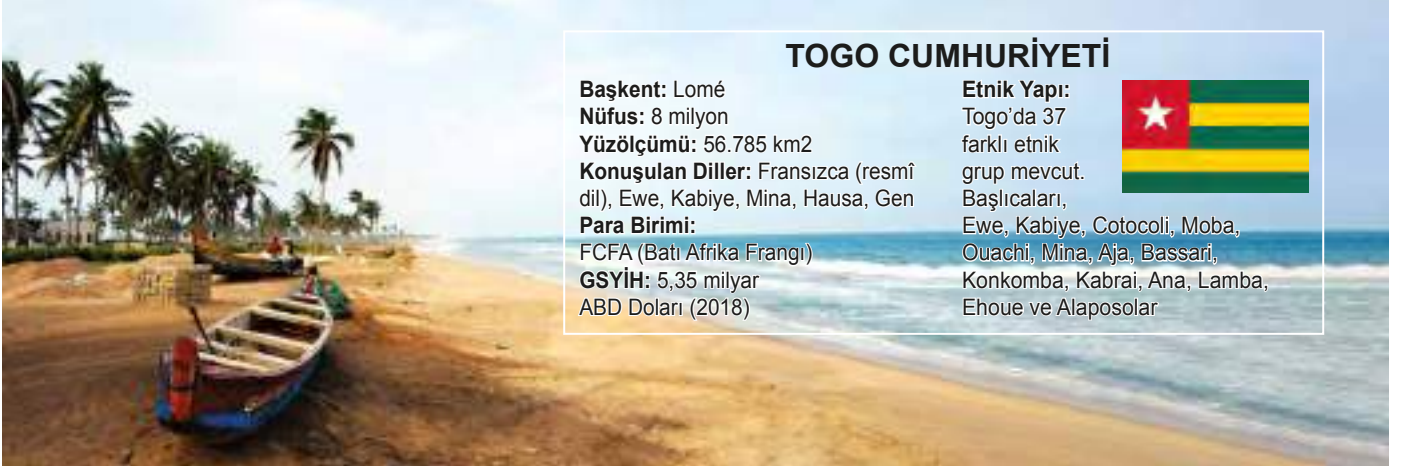 TOGO CUMHURİYETİ
Başkent: Lomé
Nüfus: 8 milyon
Yüzölçümü: 56.785 km2
Konuşulan Diller: Fransızca (resmî
dil), Ewe, Kabiye, Mina, Hausa, Gen
Para Birimi:
FCFA (Batı Afrika Frangı)
GSYİH: 5,35 milyar
ABD Doları (2018)
Etnik Yapı:
Togo’da 37
farklı etnik
grup mevcut.
Başlıcaları,
Ewe, Kabiye, Cotocoli, Moba,
Ouachi, Mina, Aja, Bassari,
Konkomba, Kabrai, Ana, Lamba,
Ehoue ve Alaposolar